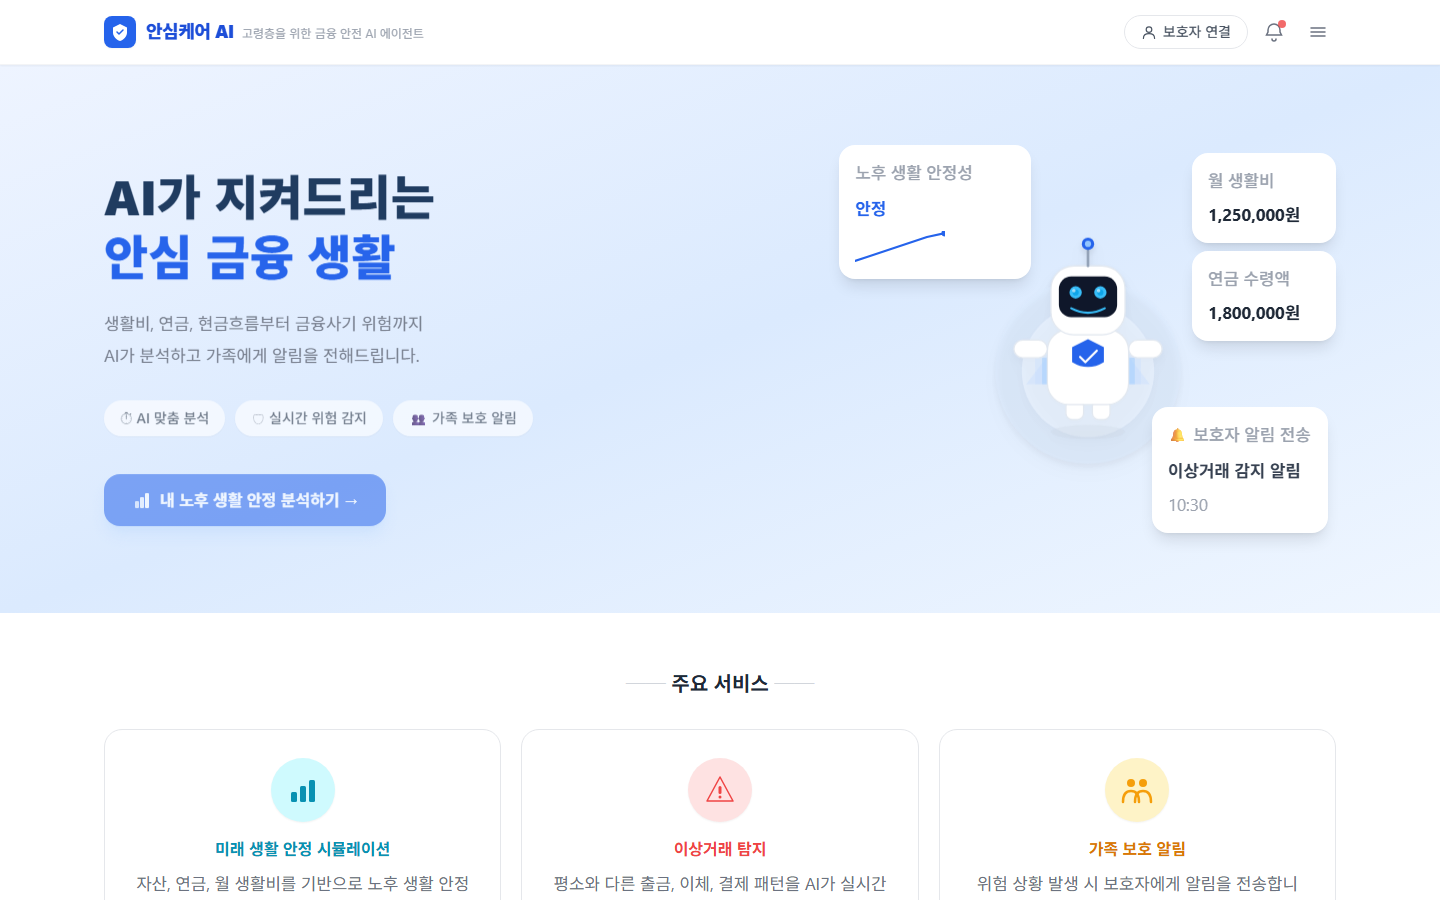 안심케어 AI
고령층을 위한 금융 안전 AI 에이전트
보호자 연결
AI가 지켜드리는
안심 금융 생활
생활비, 연금, 현금흐름부터 금융사기 위험까지
AI가 분석하고 가족에게 알림을 전해드립니다.
AI 맞춤 분석
실시간 위험 감지
가족 보호 알림
내 노후 생활 안정 분석하기 →
노후 생활 안정성
안정
월 생활비
1,250,000원
연금 수령액
1,800,000원
보호자 알림 전송
이상거래 감지 알림
10:30
주요 서비스
미래 생활 안정 시뮬레이션
자산, 연금, 월 생활비를 기반으로 노후 생활 안정
이상거래 탐지
평소와 다른 출금, 이체, 결제 패턴을 AI가 실시간
가족 보호 알림
위험 상황 발생 시 보호자에게 알림을 전송합니